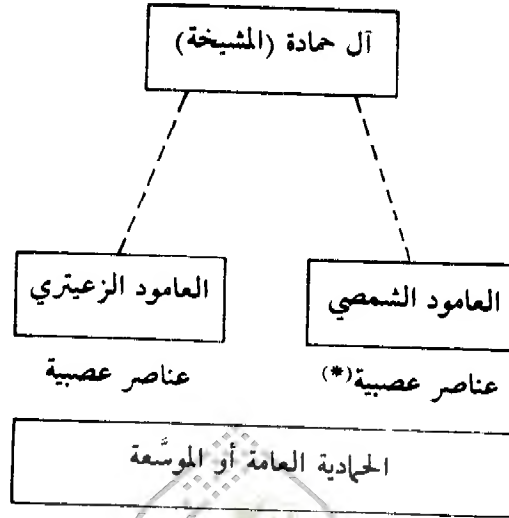 آل حمادة (المشيخة)
العامود الشمصي
العامود الزعيتري
عناصر عصبية(*)
عناصر عصبية
الحمادية العامة أو الموسَّعة